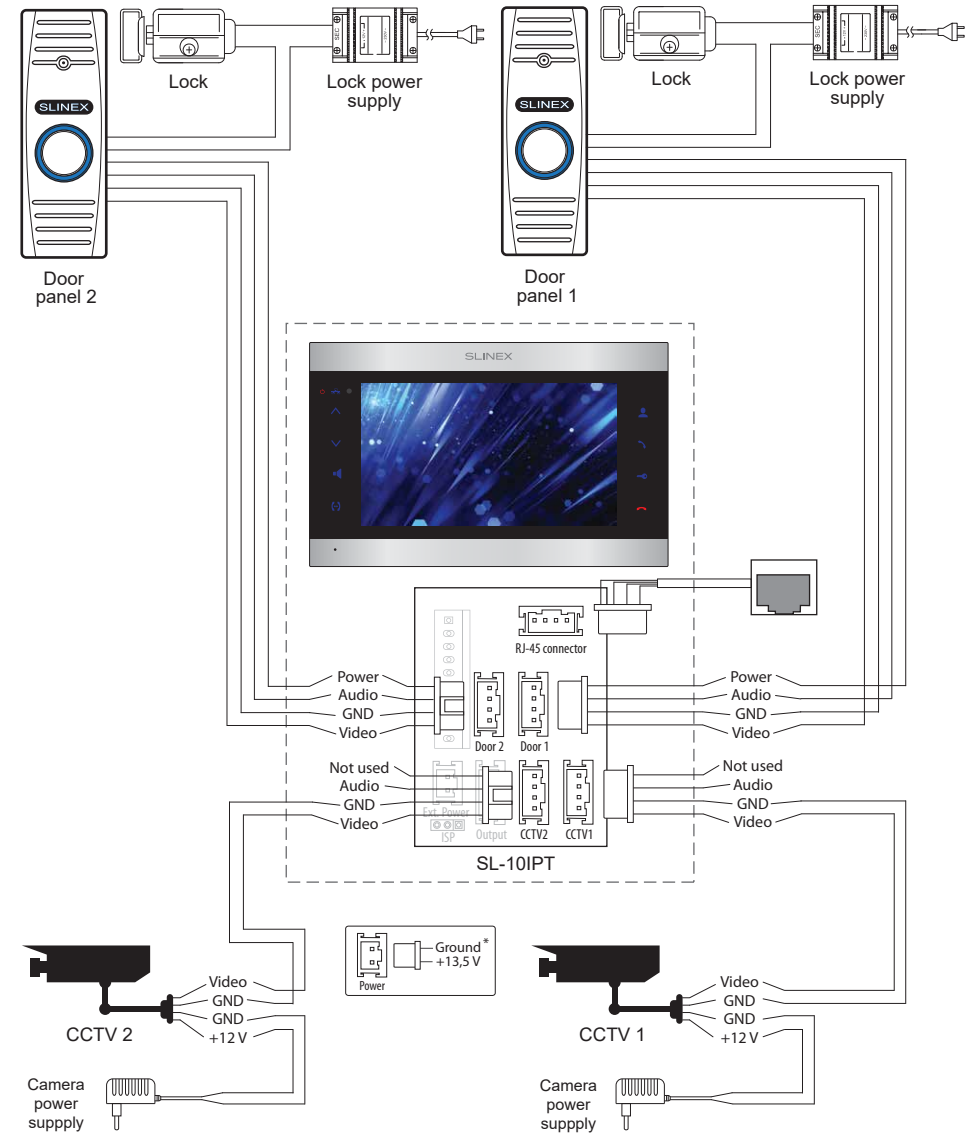 Lock
Lock power
supply
SLINEX
Door
panel 2
Lock
Lock power
supply
SLINEX
Door
panel 1
SLINEX
RJ-45 connector
Power
Audio
GND
Video
Door 2
Door 1
Power
Audio
GND
Video
Not used
Audio
GND
Video
Ext. Power
ISP
Output
CCTV2
CCTV1
Not used
Audio
GND
Video
SL-10IPT
Power
Ground *
+13,5 V
Video
GND
GND
+12 V
CCTV 2
Camera
power
suppply
Video
GND
GND
+12 V
CCTV 1
Camera
power
suppply